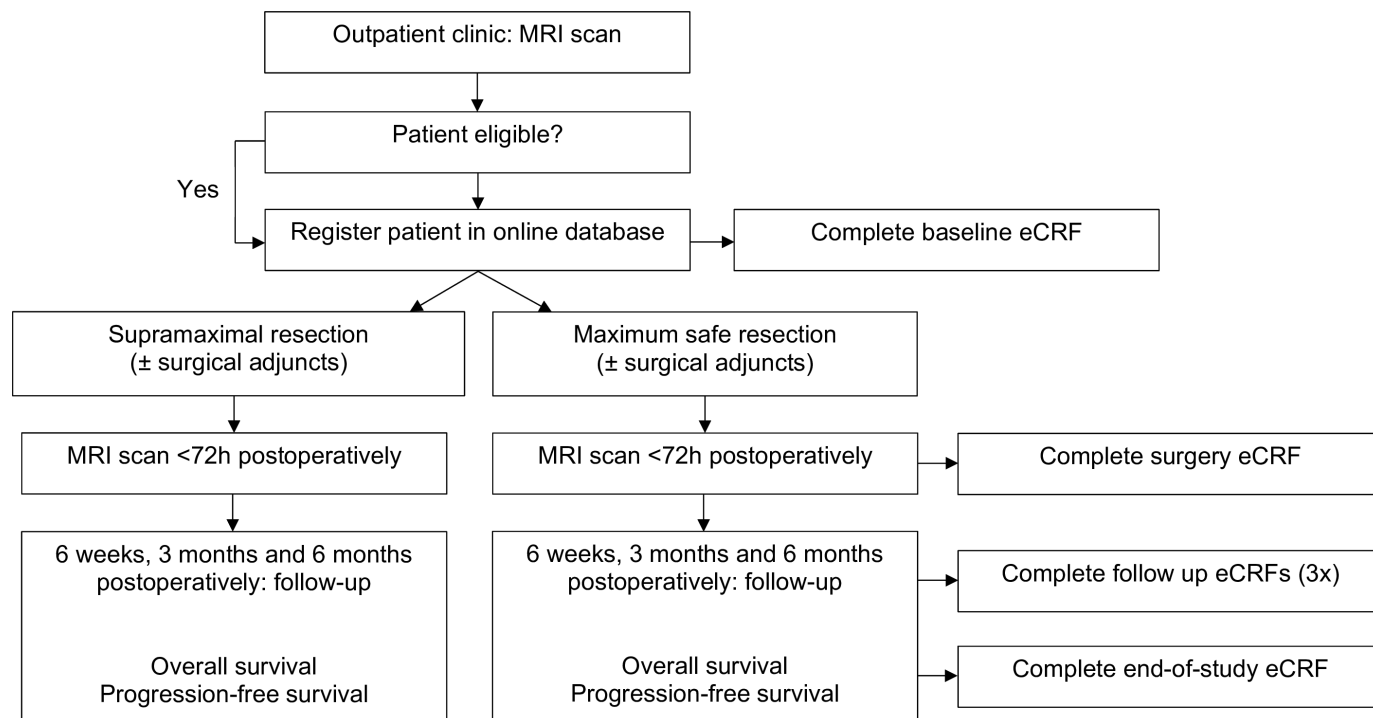 Outpatient clinic: MRI scan
Patient eligible?
Yes
Register patient in online database
Complete baseline eCRF
Supramaximal resection
(± surgical adjuncts)
Maximum safe resection
(± surgical adjuncts)
MRI scan <72h postoperatively
MRI scan <72h postoperatively
Complete surgery eCRF
6 weeks, 3 months and 6 months
postoperatively: follow-up
Overall survival
Progression-free survival
6 weeks, 3 months and 6 months
postoperatively: follow-up
Overall survival
Progression-free survival
Complete follow up eCRFs (3x)
Complete end-of-study eCRF